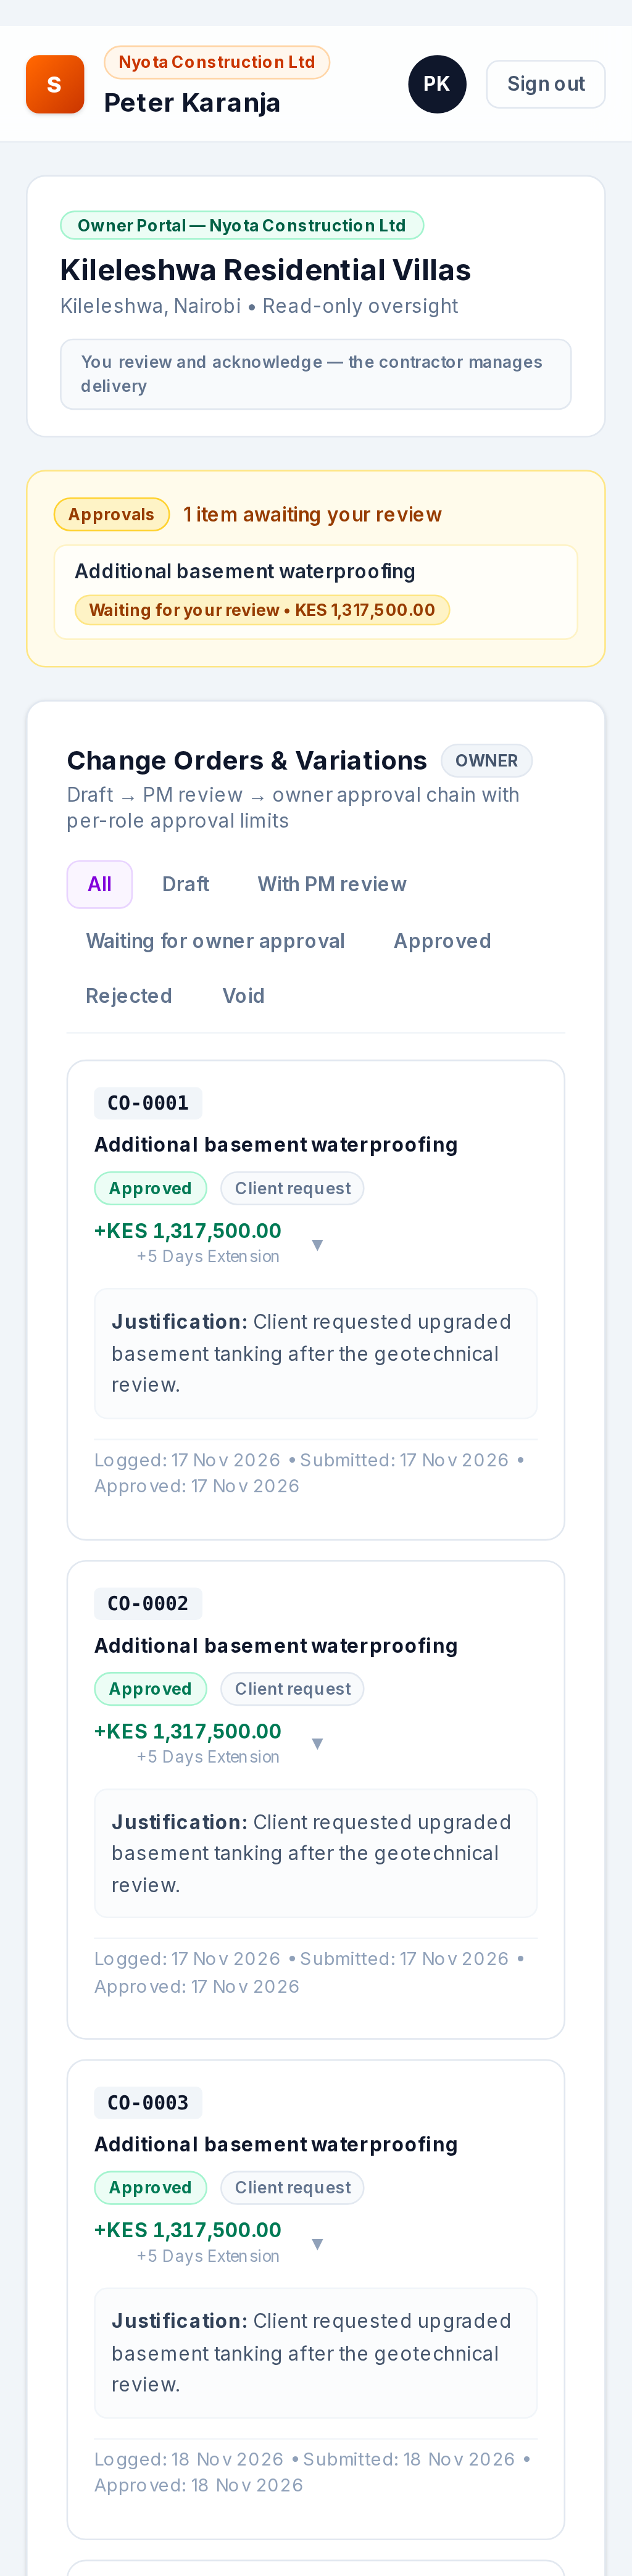 S
Nyota Construction Ltd
Peter Karanja
PK
Sign out
Owner Portal — Nyota Construction Ltd
Kileleshwa Residential Villas
Kileleshwa, Nairobi • Read-only oversight
You review and acknowledge — the contractor manages
delivery
Approvals 1 item awaiting your review
Additional basement waterproofing
Waiting for your review • KES 1,317,500.00
Change Orders & Variations OWNER
Draft → PM review → owner approval chain with
per-role approval limits
All Draft With PM review
Waiting for owner approval Approved
Rejected Void
CO-0001
Additional basement waterproofing
Approved Client request
+KES 1,317,500.00
+5 Days Extension ▼
Justification: Client requested upgraded
basement tanking after the geotechnical
review.
Logged: 17 Nov 2026 • Submitted: 17 Nov 2026 •
Approved: 17 Nov 2026
CO-0002
Additional basement waterproofing
Approved Client request
+KES 1,317,500.00
+5 Days Extension ▼
Justification: Client requested upgraded
basement tanking after the geotechnical
review.
Logged: 17 Nov 2026 • Submitted: 17 Nov 2026 •
Approved: 17 Nov 2026
CO-0003
Additional basement waterproofing
Approved Client request
+KES 1,317,500.00
+5 Days Extension ▼
Justification: Client requested upgraded
basement tanking after the geotechnical
review.
Logged: 18 Nov 2026 • Submitted: 18 Nov 2026 •
Approved: 18 Nov 2026